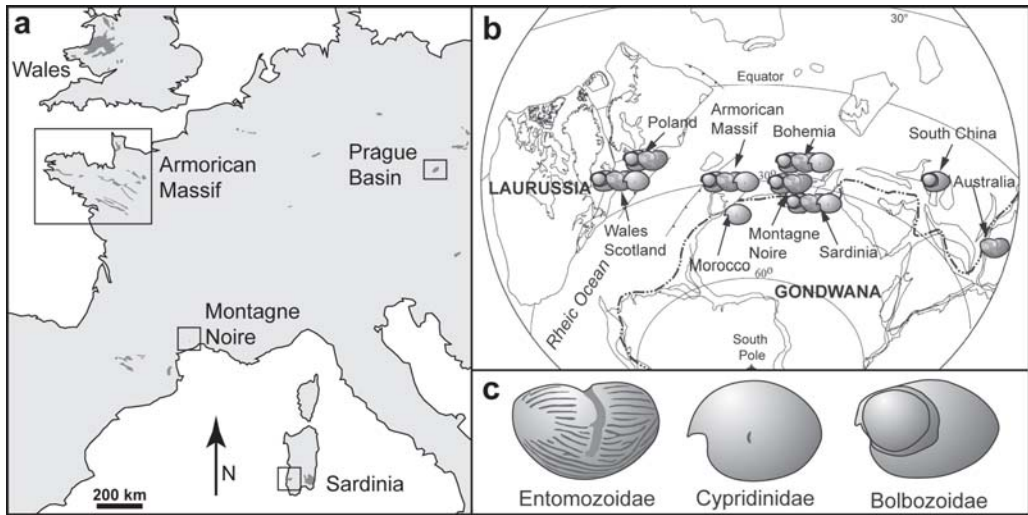 a
Wales
Armorican
Massif
Prague
Basin
Montagne
Noire
N
200 km
Sardinia
b
30°
Equator
Poland
Armorican
Massif
Bohemia
South China
LAURUSSIA
30°
Australia
Wales
Scotland
Morocco
Montagne
Noire
Sardinia
Rheic Ocean
60°
GONDWANA
South
Pole
c
Entomozoidae
Cypridinidae
Bolbozoidae